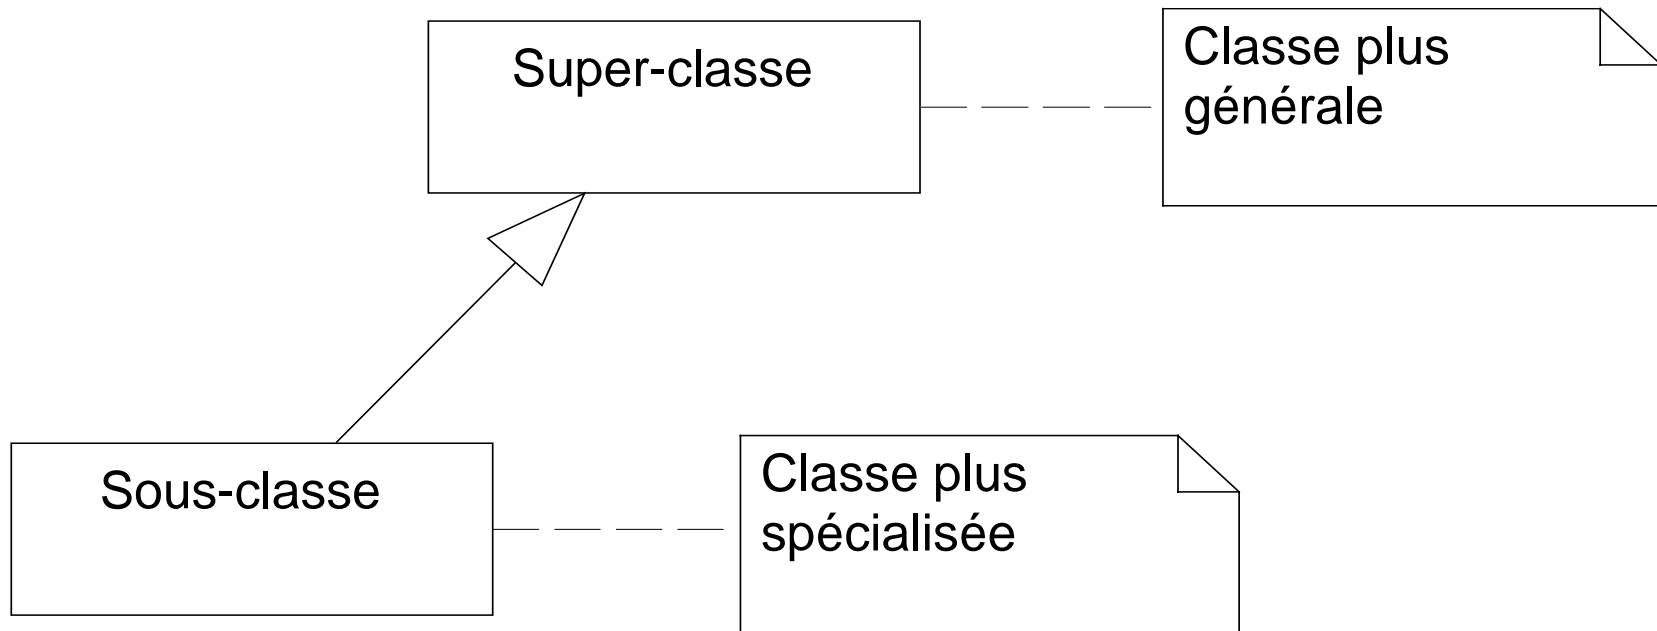 Super-classe
Classe plus
générale
Sous-classe
Classe plus
spécialisée